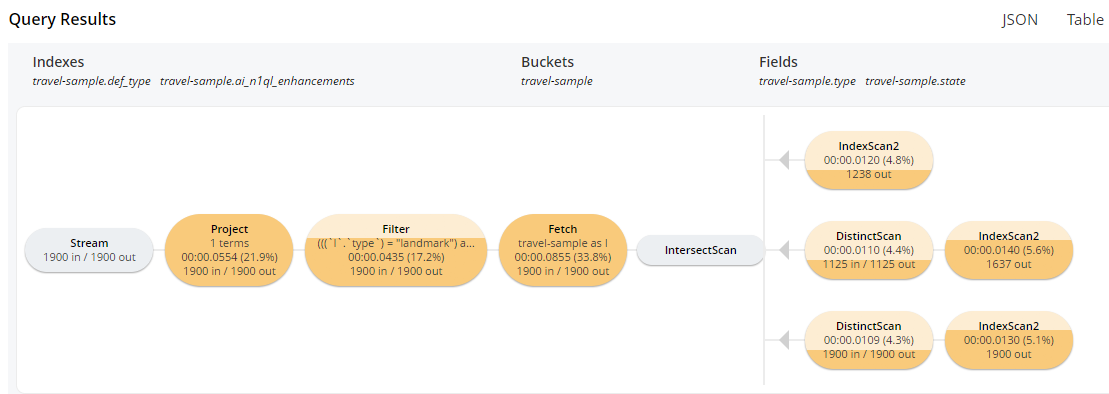 Query Results
JSON Table
Indexes
travel-sample.def_type travel-sample.ai_n1ql_enhancements
Buckets
travel-sample
Fields
travel-sample.type travel-sample.state
Stream
1900 in / 1900 out
Project
1 terms
00:00.0554 (21.9%)
1900 in / 1900 out
Filter
(((`l`.`type`) = "landmark") a...
00:00.0435 (17.2%)
1900 in / 1900 out
Fetch
travel-sample as l
00:00.0855 (33.8%)
1900 in / 1900 out
IntersectScan
IndexScan2
00:00.0120 (4.8%)
1238 out
DistinctScan
00:00.0110 (4.4%)
1125 in / 1125 out
IndexScan2
00:00.0140 (5.6%)
1637 out
DistinctScan
00:00.0109 (4.3%)
1900 in / 1900 out
IndexScan2
00:00.0130 (5.1%)
1900 out